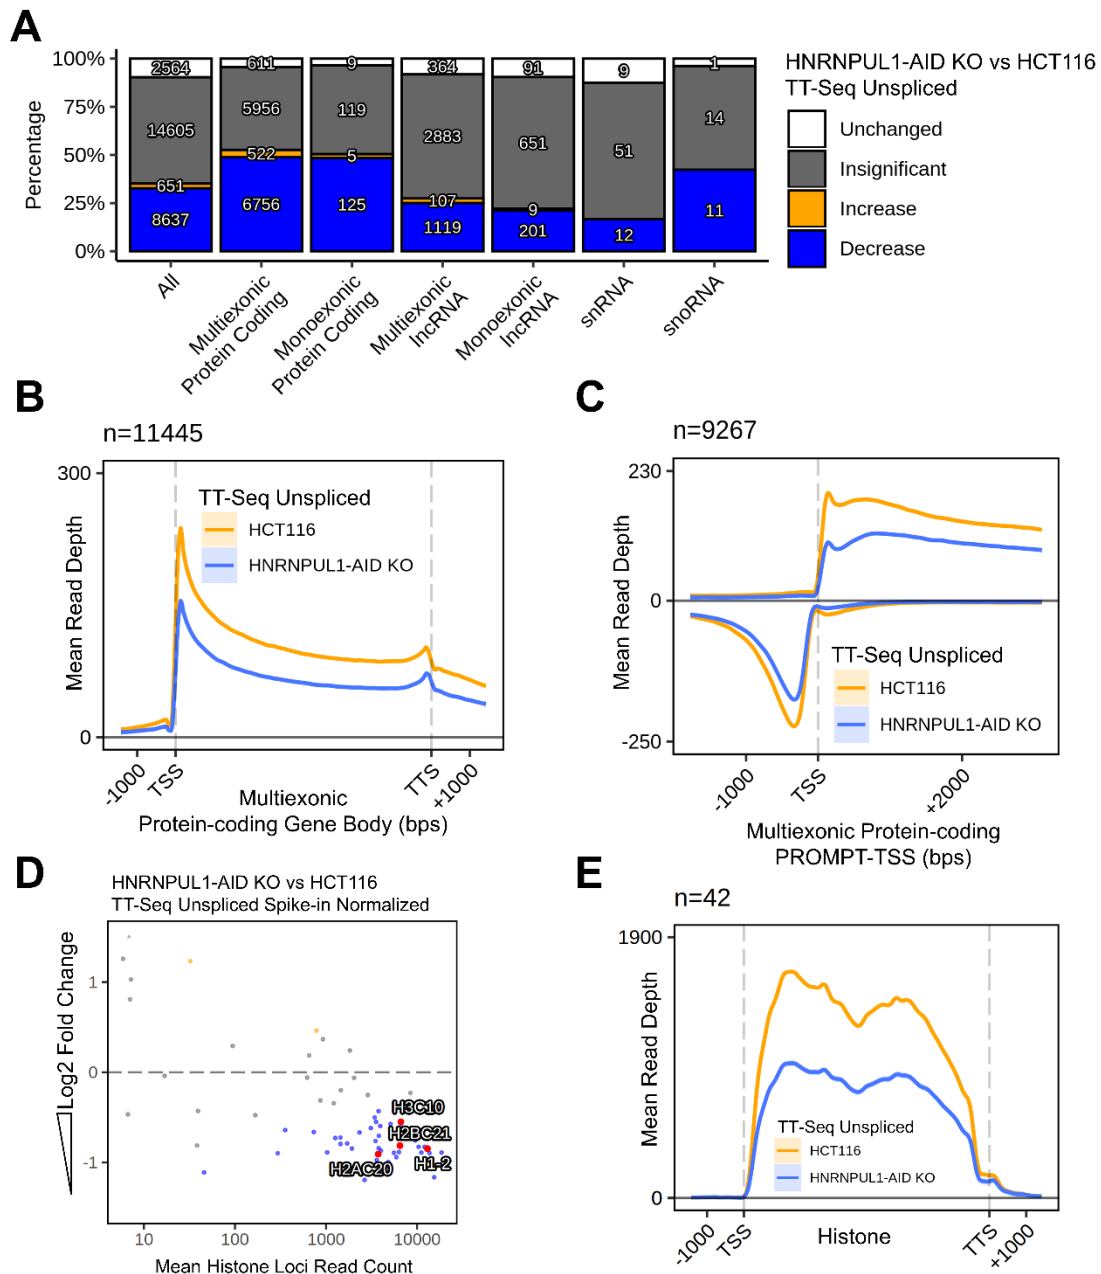 A
HNRNPUL1-AID KO vs HCT116
TT-Seq Unspliced
Unchanged
Insignificant
Increase
Decrease
Percentage
100%
75%
50%
25%
0%
2564
611
9
364
91
9
1
14605
5956
119
2883
651
51
14
651
522
5
107
9
8637
6756
125
1119
201
12
11
All
Multiexonic
Protein Coding
Monoexonic
Protein Coding
Multiexonic
lncRNA
Monoexonic
lncRNA
snRNA
snoRNA
B
n=11445
Mean Read Depth
300
0
TT-Seq Unspliced
HCT116
HNRNPUL1-AID KO
-1000
TSS
TTS
+1000
Multiexonic
Protein-coding Gene Body (bps)
C
n=9267
Mean Read Depth
230
0
-250
TT-Seq Unspliced
HCT116
HNRNPUL1-AID KO
-1000
TSS
+2000
Multiexonic Protein-coding
PROMPT-TSS (bps)
D
HNRNPUL1-AID KO vs HCT116
TT-Seq Unspliced Spike-in Normalized
Log2 Fold Change
1
0
-1
H3C10
H2BC21
H2AC20
H1-2
10
100
1000
10000
Mean Histone Loci Read Count
E
n=42
Mean Read Depth
1900
0
TT-Seq Unspliced
HCT116
HNRNPUL1-AID KO
-1000
TSS
Histone
TTS
+1000